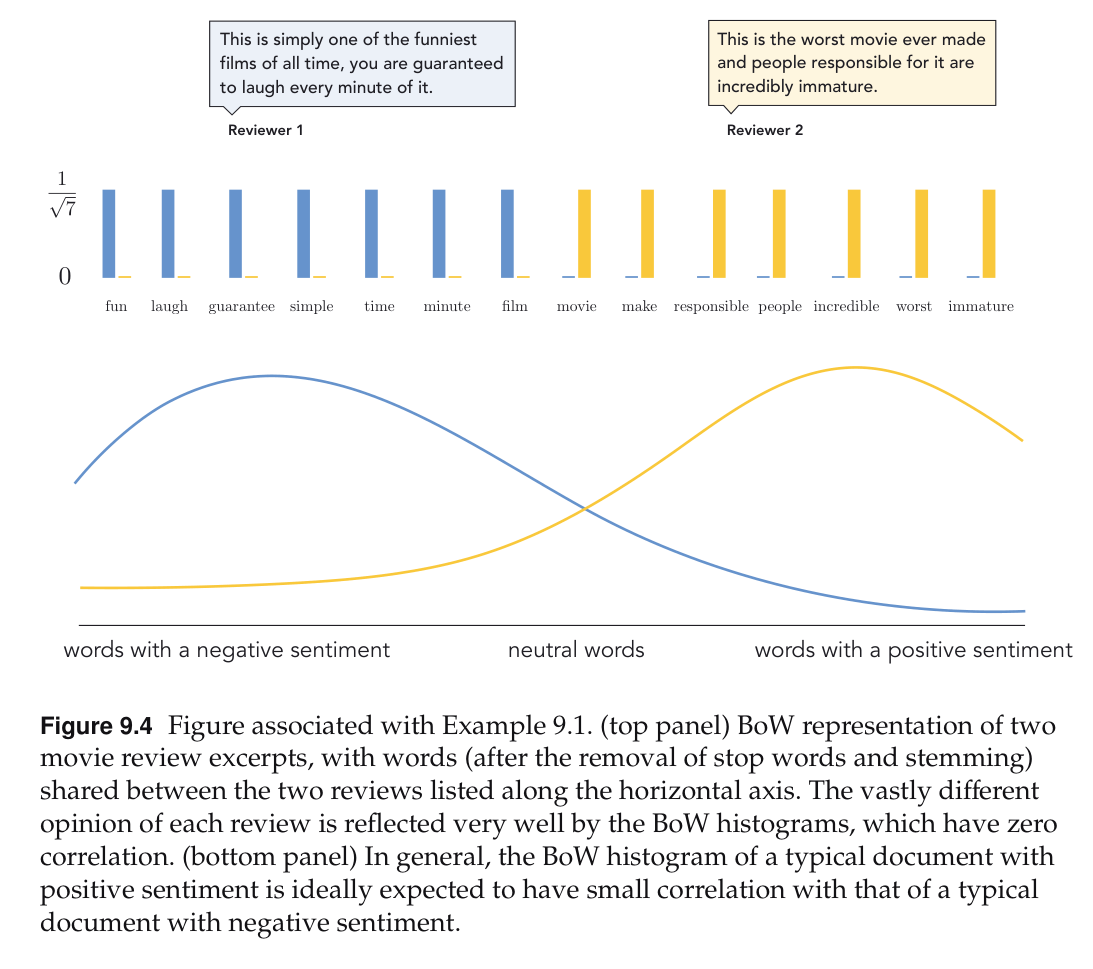 This is simply one of the funniest
films of all time, you are guaranteed
to laugh every minute of it.
Reviewer 1
This is the worst movie ever made
and people responsible for it are
incredibly immature.
Reviewer 2
1
√7
0
fun laugh guarantee simple time minute film movie make responsible people incredible worst immature
words with a negative sentiment neutral words words with a positive sentiment
Figure 9.4 Figure associated with Example 9.1. (top panel) BoW representation of two
movie review excerpts, with words (after the removal of stop words and stemming)
shared between the two reviews listed along the horizontal axis. The vastly different
opinion of each review is reflected very well by the BoW histograms, which have zero
correlation. (bottom panel) In general, the BoW histogram of a typical document with
positive sentiment is ideally expected to have small correlation with that of a typical
document with negative sentiment.